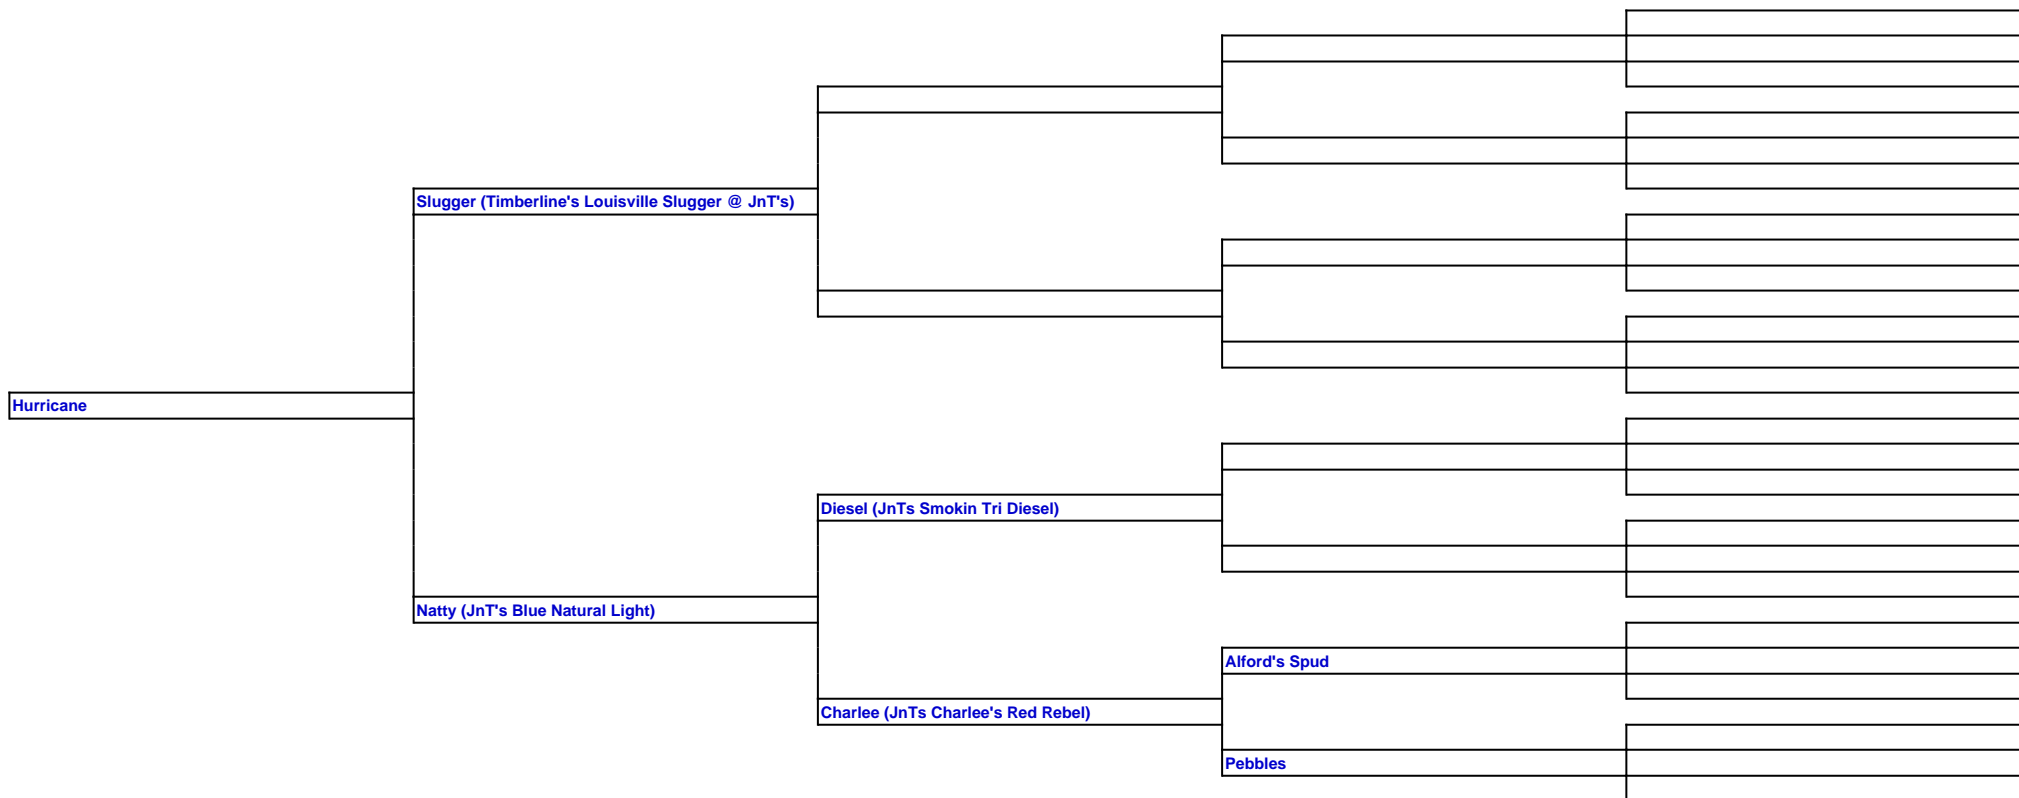 Slugger (Timberline's Louisville Slugger @ JnT's)
Hurricane
Diesel (JnTs Smokin Tri Diesel)
Natty (JnT's Blue Natural Light)
Alford's Spud
Charlee (JnTs Charlee's Red Rebel)
Pebbles